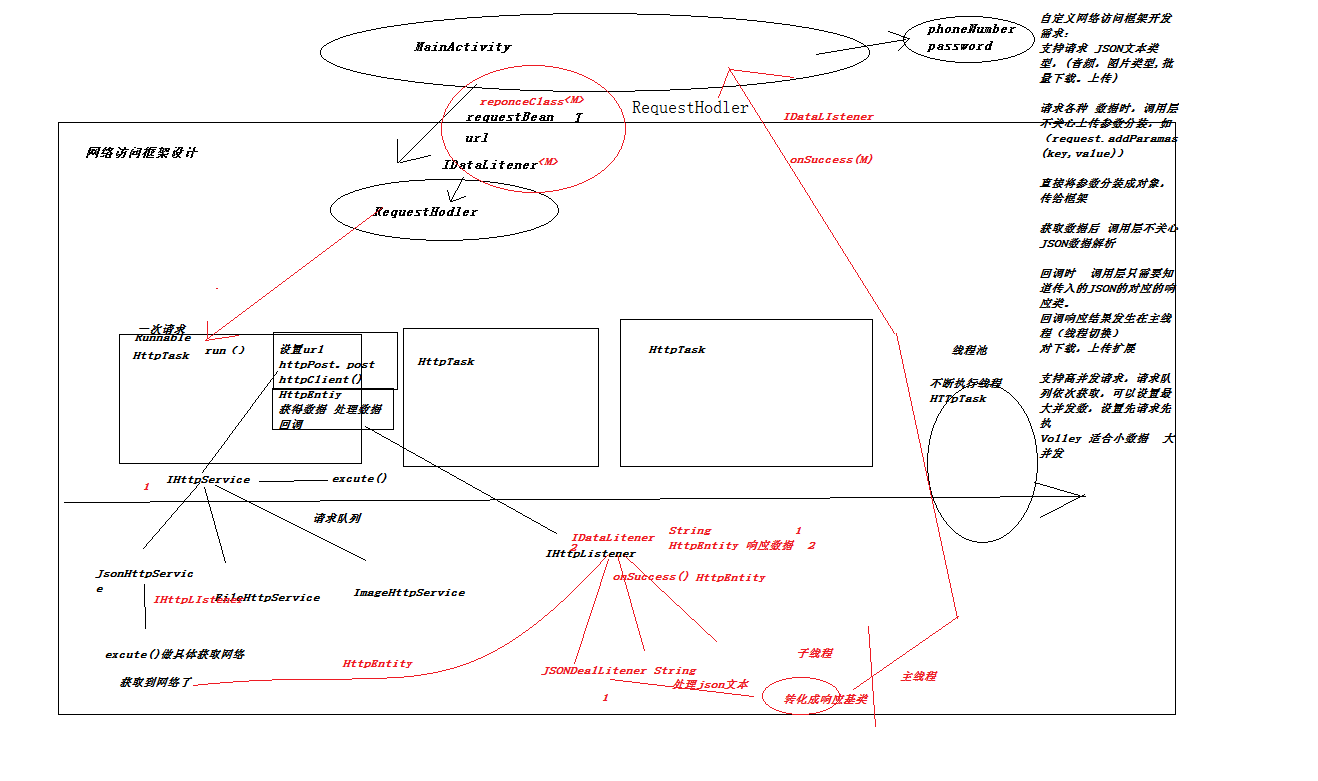 MainActivity
phoneNumber
password
reponceClass<M>
requestBean T
url
IDataLitener<M>
RequestHodler
RequestHodler
IDataLIstener
onSuccess(M)
网络访问框架设计
自定义网络访问框架开发
需求：
支持请求 JSON文本类
型，(音频，图片类型，批
量下载。上传)
请求各种 数据时，调用层
不关心上传参数分装，如
（request.addParamas
(key,value)）
直接将参数分装成对象，
传给框架
获取数据后 调用层不关心
JSON数据解析
回调时 调用层只需要知
道传入的JSON的对应的响
应类。
回调响应结果发生在主线
程（线程切换）
对下载，上传扩展
支持高并发请求，请求队
列依次获取，可以设置最
大并发数，设置先请求先
执
Volley 适合小数据 大
并发
一次请求
Runnable
HttpTask
run（）
设置url
httpPost。post
httpClient()
HttpEntiy
获得数据 处理数据
回调
HttpTask
HttpTask
线程池
不断执行线程
HTTpTask
1
IHttpService
excute()
请求队列
JsonHttpServic
e
IHttpLIstener
FileHttpService
ImageHttpService
excute()做具体获取网络
获取到网络了
HttpEntity
IDataLitener
2
IHttpListener
String 1
HttpEntity 响应数据 2
onSuccess() HttpEntity
JSONDealLitener String
处理json文本
1
子线程
主线程
转化成响应基类